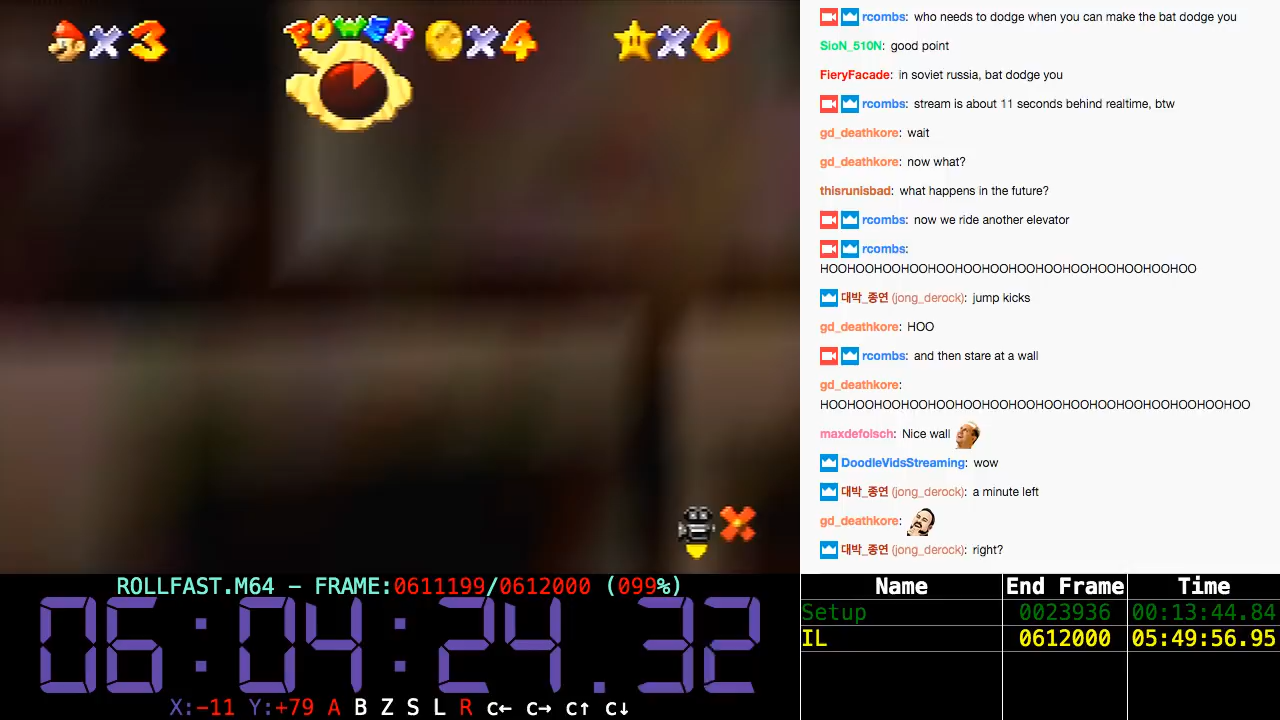 ×3
POWER
×4
×0
rcombs: who needs to dodge when you can make the bat dodge you
SioN_510N: good point
FieryFacade: in soviet russia, bat dodge you
rcombs: stream is about 11 seconds behind realtime, btw
gd_deathkore: wait
gd_deathkore: now what?
thisrunisbad: what happens in the future?
rcombs: now we ride another elevator
rcombs:
HOOHOOHOOHOOHOOHOOHOOHOOHOOHOOHOOHOOHOOHOO
대박_종연 (jong_derock): jump kicks
gd_deathkore: HOO
rcombs: and then stare at a wall
gd_deathkore:
HOOHOOHOOHOOHOOHOOHOOHOOHOOHOOHOOHOOHOOHOOHOOHOO
maxdefolsch: Nice wall
DoodleVidsStreaming: wow
대박_종연 (jong_derock): a minute left
gd_deathkore:
대박_종연 (jong_derock): right?
ROLLFAST.M64 – FRAME:0611199/0612000 (099%)
06:04:24.32
X:-11 Y:+79 A B Z S L R C← C→ C↑ C↓
Name End Frame Time
Setup 0023936 00:13:44.84
IL 0612000 05:49:56.95